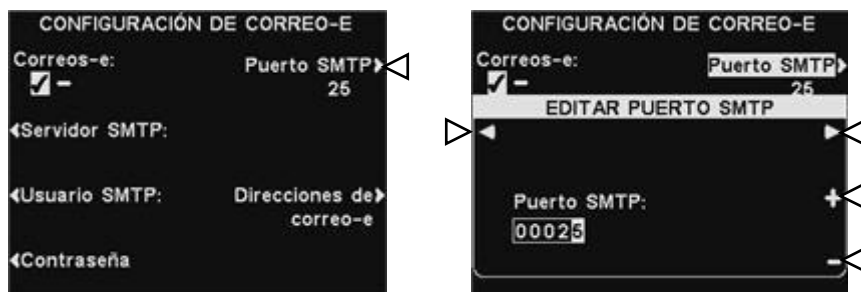 CONFIGURACIÓN DE CORREO-E
Correos-e:
Puerto SMTP
25
Servidor SMTP:
Usuario SMTP:
Direcciones de
correo-e
Contraseña
CONFIGURACIÓN DE CORREO-E
Correos-e:
Puerto SMTP
25
EDITAR PUERTO SMTP
Puerto SMTP:
00025